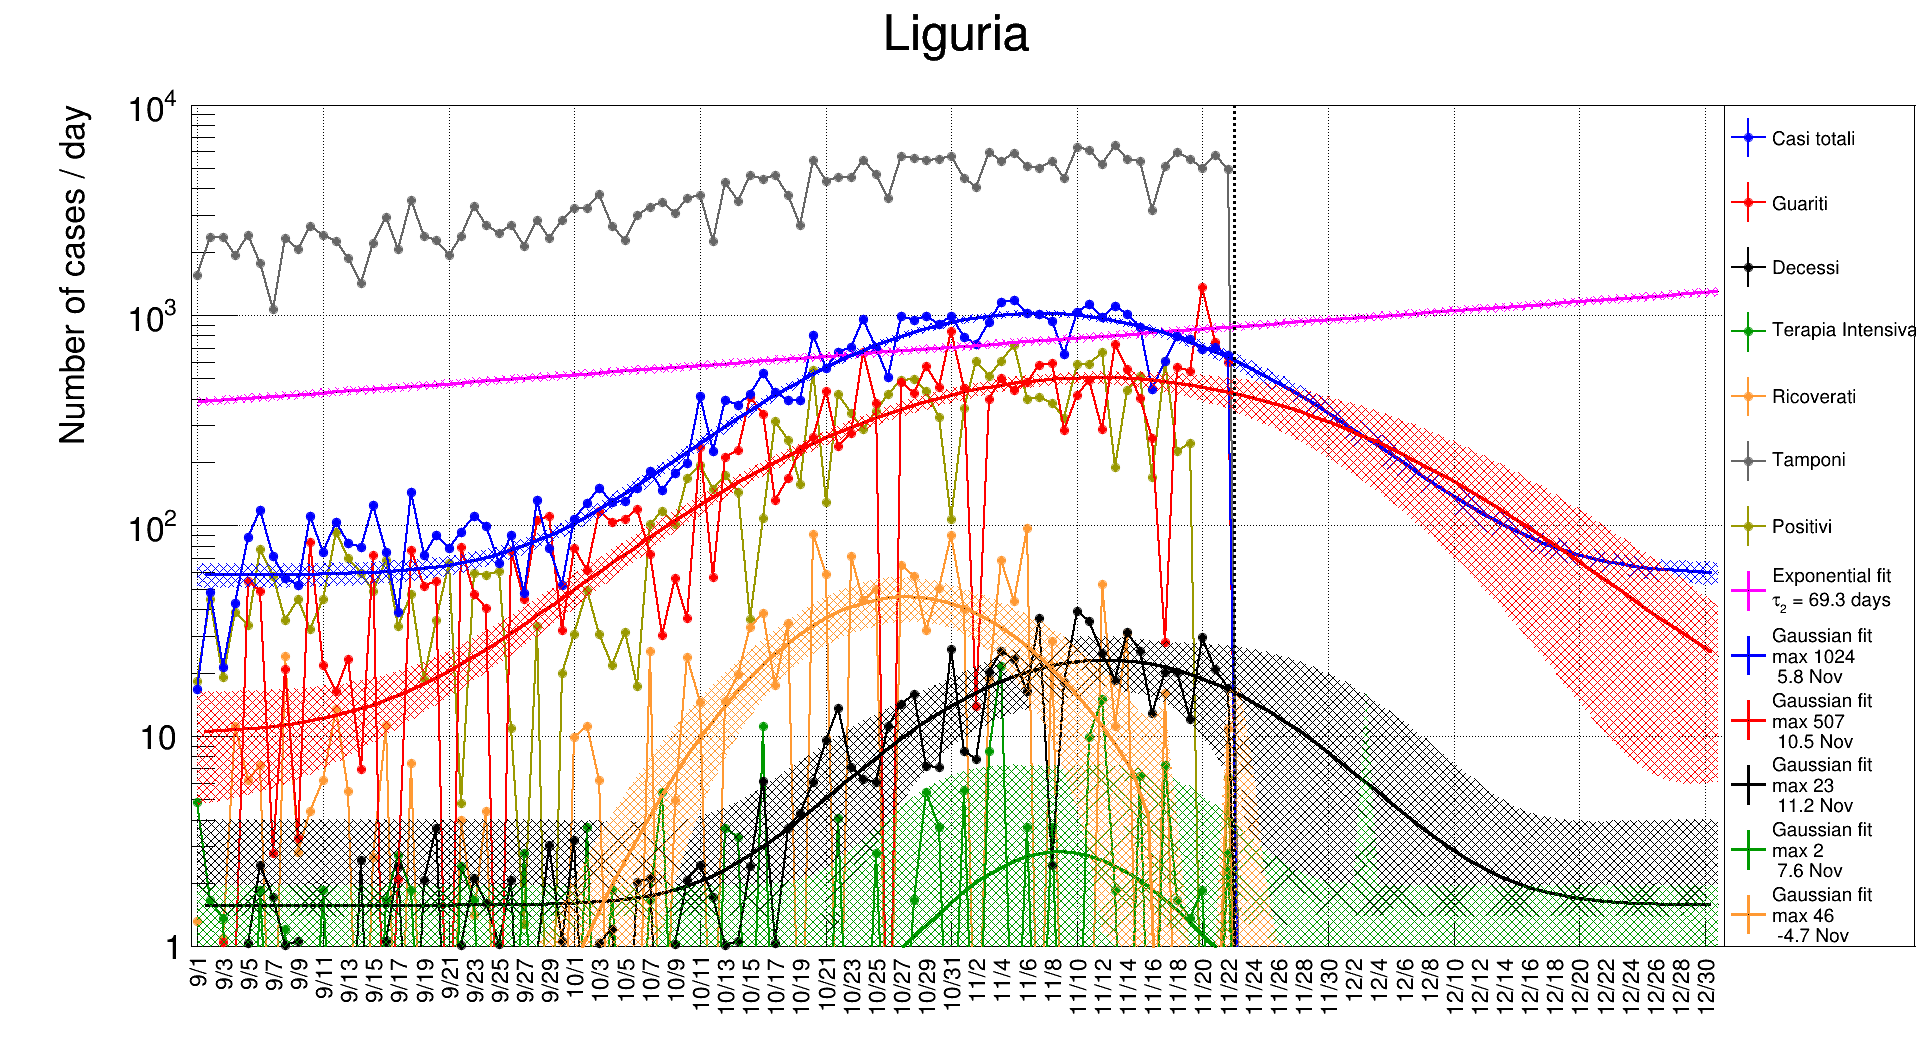 Liguria
Number of cases / day
10⁴
10³
10²
10
1
9/1 9/3 9/5 9/7 9/9 9/11 9/13 9/15 9/17 9/19 9/21 9/23 9/25 9/27 9/29 10/1 10/3 10/5 10/7 10/9 10/11 10/13 10/15 10/17 10/19 10/21 10/23 10/25 10/27 10/29 10/31 11/2 11/4 11/6 11/8 11/10 11/12 11/14 11/16 11/18 11/20 11/22 11/24 11/26 11/28 11/30 12/2 12/4 12/6 12/8 12/10 12/12 12/14 12/16 12/18 12/20 12/22 12/24 12/26 12/28 12/30
Casi totali
Guariti
Decessi
Terapia Intensiva
Ricoverati
Tamponi
Positivi
Exponential fit
τ₂ = 69.3 days
Gaussian fit
max 1024
5.8 Nov
Gaussian fit
max 507
10.5 Nov
Gaussian fit
max 23
11.2 Nov
Gaussian fit
max 2
7.6 Nov
Gaussian fit
max 46
-4.7 Nov